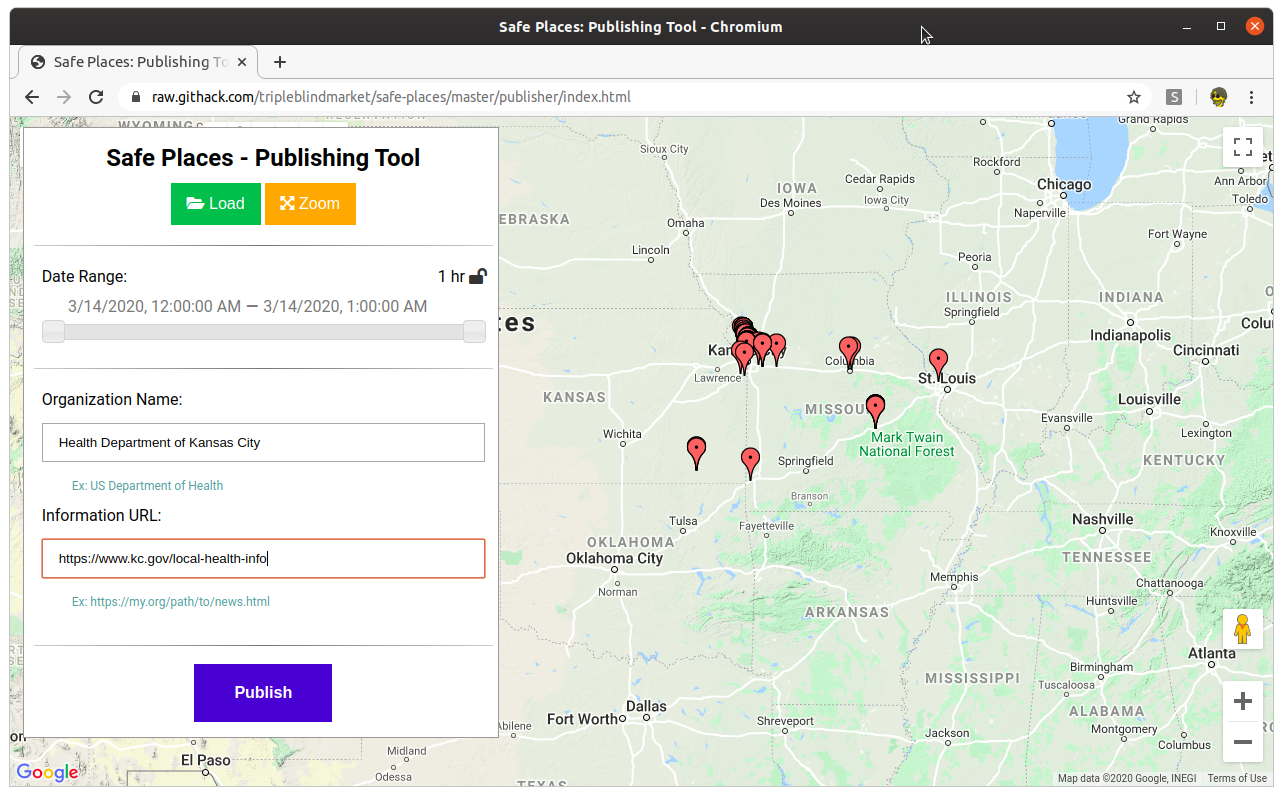 Safe Places: Publishing Tool - Chromium
Safe Places: Publishing To
raw.githack.com/tripleblindmarket/safe-places/master/publisher/index.html
S
Safe Places - Publishing Tool
Load
Zoom
Date Range:
1 hr
3/14/2020, 12:00:00 AM — 3/14/2020, 1:00:00 AM
Organization Name:
Health Department of Kansas City
Ex: US Department of Health
Information URL:
https://www.kc.gov/local-health-info
Ex: https://my.org/path/to/news.html
Publish
WYOMING
Sioux City
Grand Rapids
Rockford
Cedar Rapids
Chicago
Ann Arbor
IOWA
Des Moines
Iowa City
Naperville
Toledo
EBRASKA
Omaha
Fort Wayne
Lincoln
Peoria
ILLINOIS
INDIANA
Springfield
tes
Indianapolis
Colu
Cincinnati
Kan
y
Columbia
Lawrence
St. Louis
KANSAS
MISSOU
Louisville
Evansville
Lexington
Wichita
Mark Twain
National Forest
Springfield
KENTUCKY
Branson
Nashville
Tulsa
Fayetteville
Knoxville
OKLAHOMA
Oklahoma City
TENNESSEE
Memphis
Chattanooga
Norman
Huntsville
ARKANSAS
Atlanta
Birmingham
MISSISSIPPI
Tuscaloosa
Dallas
ALABAMA
Fort Worth
Shreveport
Abilene
Jackson
Montgomery
Columbus
Midland
El Paso
Odessa
TEXAS
Google
Map data ©2020 Google, INEGI
Terms of Use